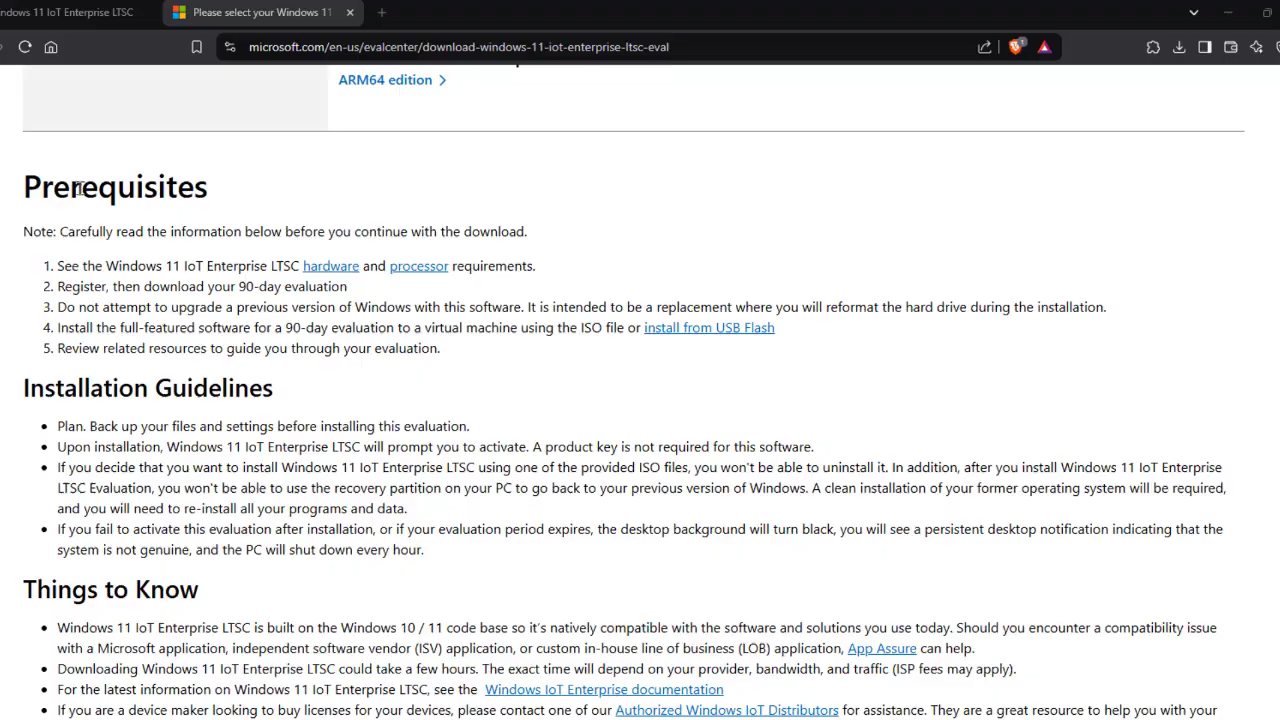 ndows 11 IoT Enterprise LTSC
Please select your Windows 11
microsoft.com/en-us/evalcenter/download-windows-11-iot-enterprise-ltsc-eval
1
ARM64 edition
Prerequisites
Note: Carefully read the information below before you continue with the download.
1. See the Windows 11 IoT Enterprise LTSC hardware and processor requirements.
2. Register, then download your 90-day evaluation
3. Do not attempt to upgrade a previous version of Windows with this software. It is intended to be a replacement where you will reformat the hard drive during the installation.
4. Install the full-featured software for a 90-day evaluation to a virtual machine using the ISO file or install from USB Flash
5. Review related resources to guide you through your evaluation.
Installation Guidelines
• Plan. Back up your files and settings before installing this evaluation.
• Upon installation, Windows 11 IoT Enterprise LTSC will prompt you to activate. A product key is not required for this software.
• If you decide that you want to install Windows 11 IoT Enterprise LTSC using one of the provided ISO files, you won't be able to uninstall it. In addition, after you install Windows 11 IoT Enterprise
LTSC Evaluation, you won't be able to use the recovery partition on your PC to go back to your previous version of Windows. A clean installation of your former operating system will be required,
and you will need to re-install all your programs and data.
• If you fail to activate this evaluation after installation, or if your evaluation period expires, the desktop background will turn black, you will see a persistent desktop notification indicating that the
system is not genuine, and the PC will shut down every hour.
Things to Know
• Windows 11 IoT Enterprise LTSC is built on the Windows 10 / 11 code base so it's natively compatible with the software and solutions you use today. Should you encounter a compatibility issue
with a Microsoft application, independent software vendor (ISV) application, or custom in-house line of business (LOB) application, App Assure can help.
• Downloading Windows 11 IoT Enterprise LTSC could take a few hours. The exact time will depend on your provider, bandwidth, and traffic (ISP fees may apply).
• For the latest information on Windows 11 IoT Enterprise LTSC, see the Windows IoT Enterprise documentation
• If you are a device maker looking to buy licenses for your devices, please contact one of our Authorized Windows IoT Distributors for assistance. They are a great resource to help you with your